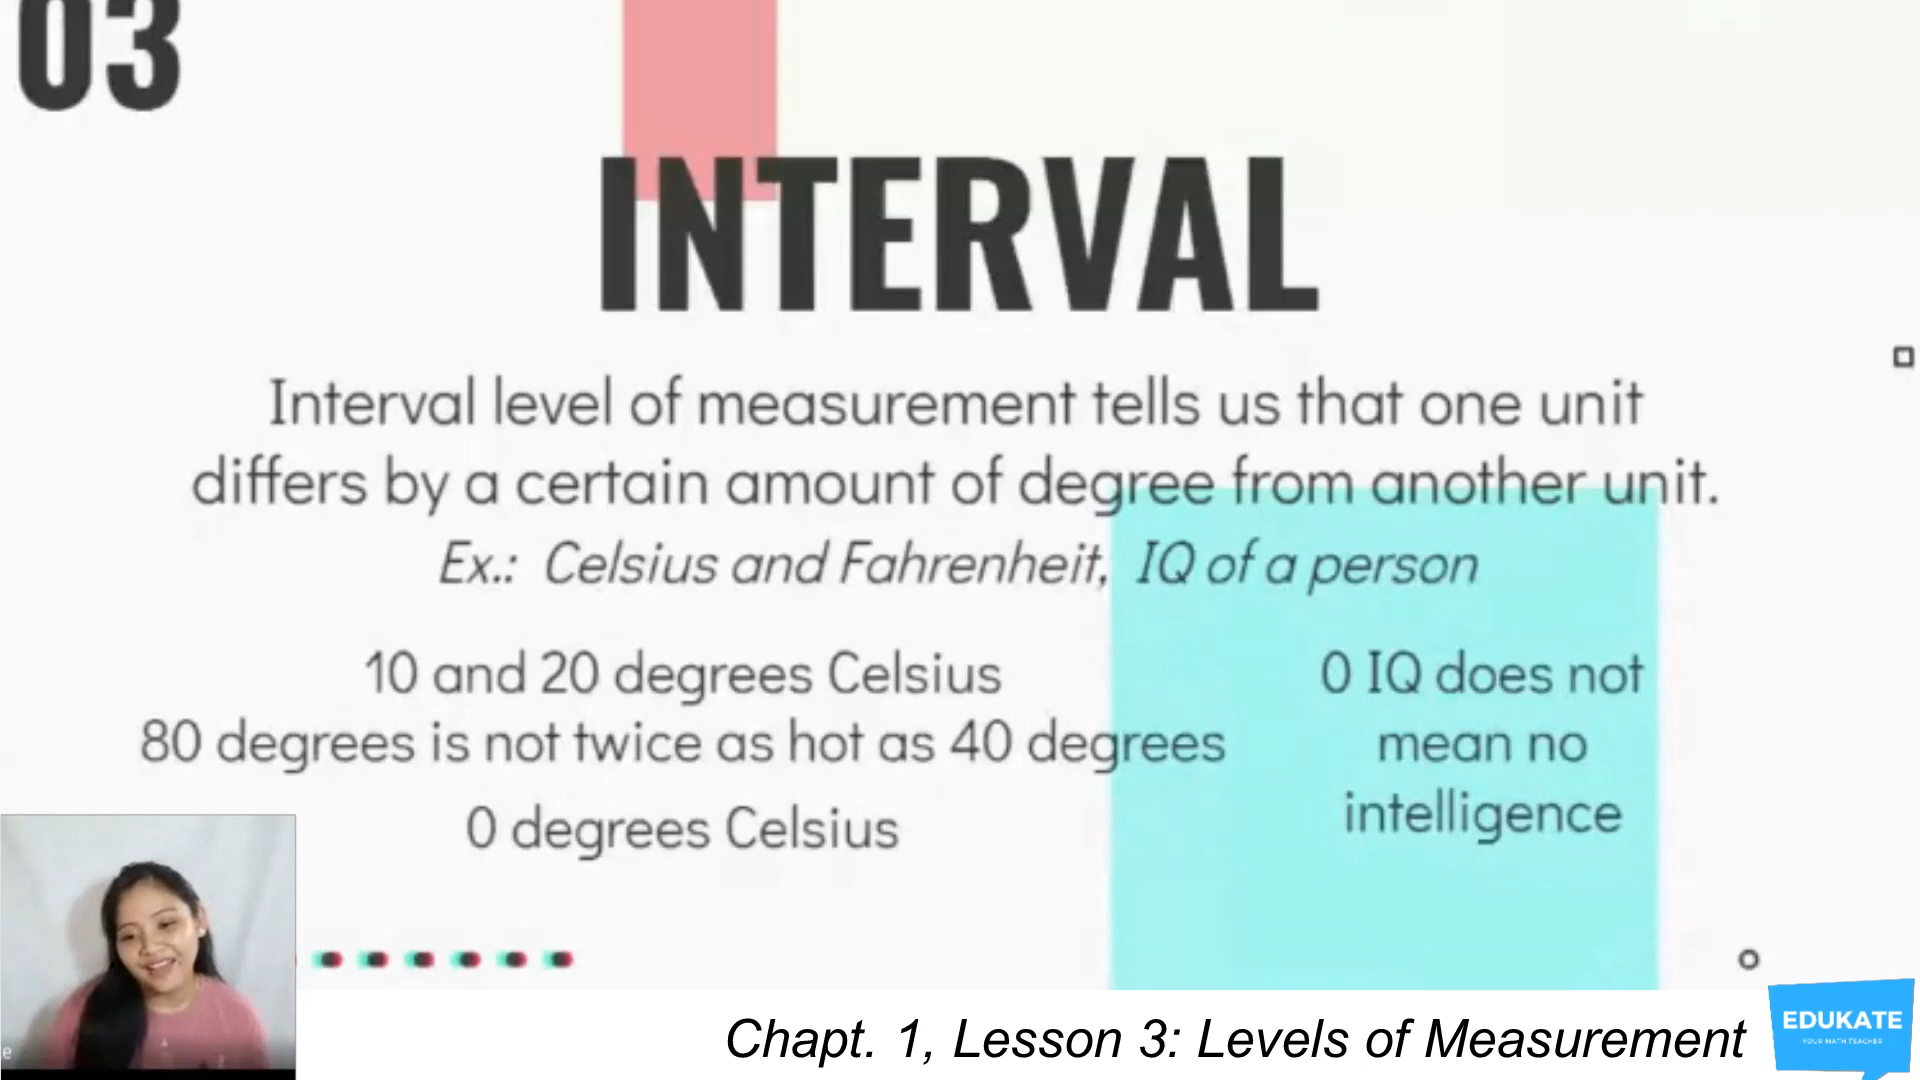 03
INTERVAL
Interval level of measurement tells us that one unit
differs by a certain amount of degree from another unit.
Ex.: Celsius and Fahrenheit, IQ of a person
10 and 20 degrees Celsius
80 degrees is not twice as hot as 40 degrees
0 degrees Celsius
0 IQ does not
mean no
intelligence
Chapt. 1, Lesson 3: Levels of Measurement
EDUKATE
YOUR MATH TEACHER